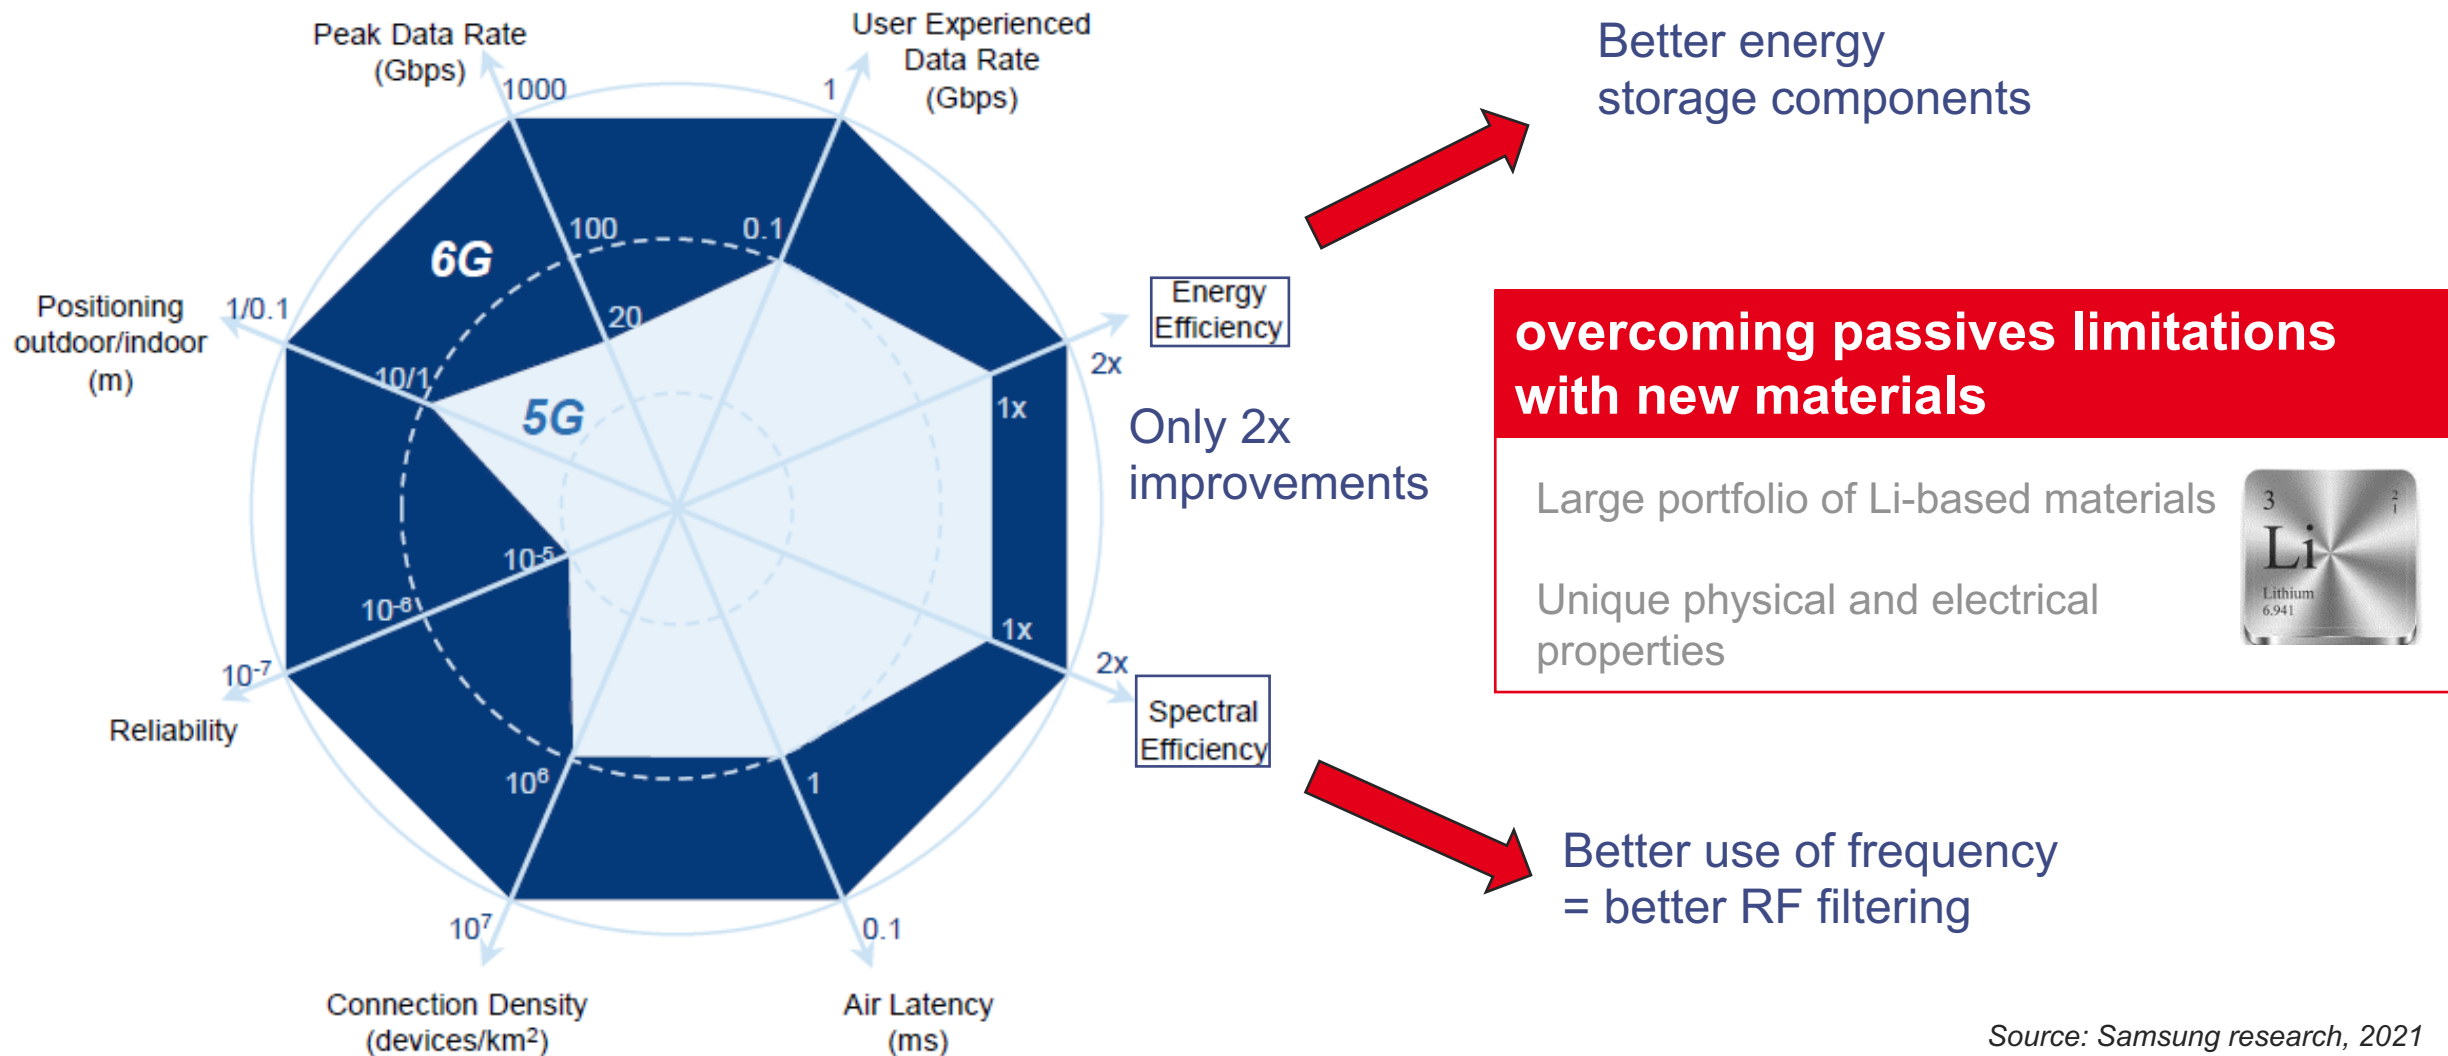 Peak Data Rate
(Gbps)
1000
User Experienced
Data Rate
(Gbps)
1
100
0.1
6G
20
Positioning
outdoor/indoor
(m)
1/0.1
10/1
5G
Energy
Efficiency
2x
1x
Only 2x
improvements
10-5
10-6
10-7
Reliability
1x
2x
Spectral
Efficiency
10⁶
1
10⁷
0.1
Connection Density
(devices/km²)
Air Latency
(ms)
Better energy
storage components
overcoming passives limitations
with new materials
Large portfolio of Li-based materials
Unique physical and electrical
properties
3
2
1
Li
Lithium
6.941
Better use of frequency
= better RF filtering
Source: Samsung research, 2021